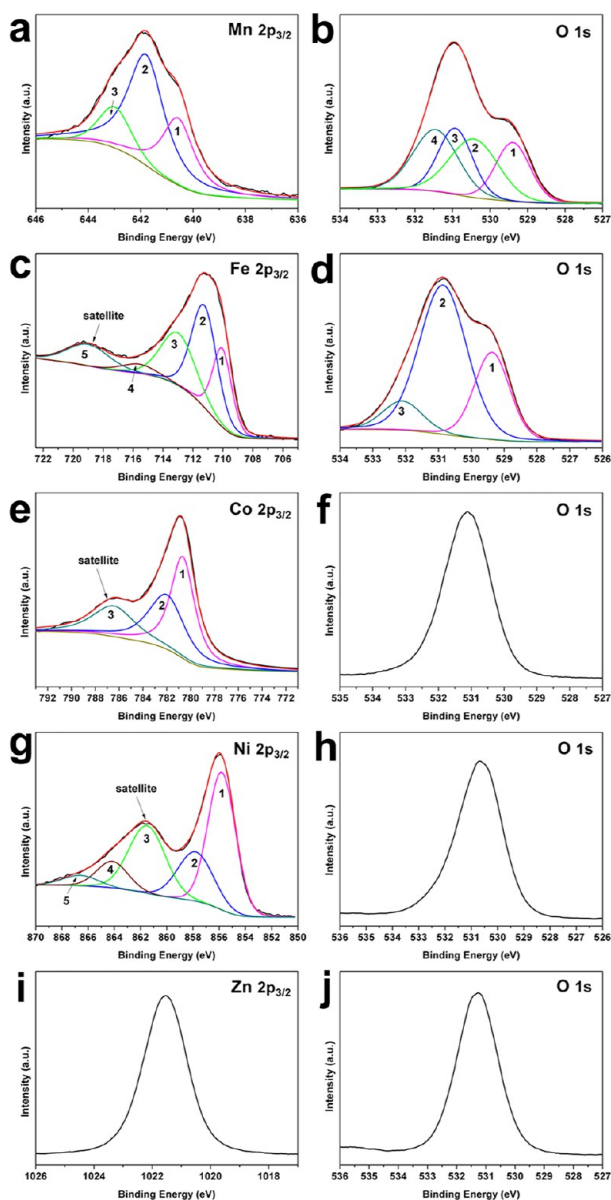 a
Mn 2p3/2
3
2
1
Intensity (a.u.)
646 644 642 640 638 636
Binding Energy (eV)
b
O 1s
4
3
2
1
Intensity (a.u.)
534 533 532 531 530 529 528 527
Binding Energy (eV)
c
Fe 2p3/2
satellite
5
4
3
2
1
Intensity (a.u.)
722 720 718 716 714 712 710 708 706
Binding Energy (eV)
d
O 1s
3
2
1
Intensity (a.u.)
534 533 532 531 530 529 528 527 526
Binding Energy (eV)
e
Co 2p3/2
satellite
3
2
1
Intensity (a.u.)
792 790 788 786 784 782 780 778 776 774 772
Binding Energy (eV)
f
O 1s
Intensity (a.u.)
535 534 533 532 531 530 529 528 527
Binding Energy (eV)
g
Ni 2p3/2
satellite
5
4
3
2
1
Intensity (a.u.)
870 868 866 864 862 860 858 856 854 852 850
Binding Energy (eV)
h
O 1s
Intensity (a.u.)
536 535 534 533 532 531 530 529 528 527 526
Binding Energy (eV)
i
Zn 2p3/2
Intensity (a.u.)
1026 1024 1022 1020 1018
Binding Energy (eV)
j
O 1s
Intensity (a.u.)
536 535 534 533 532 531 530 529 528 527
Binding Energy (eV)